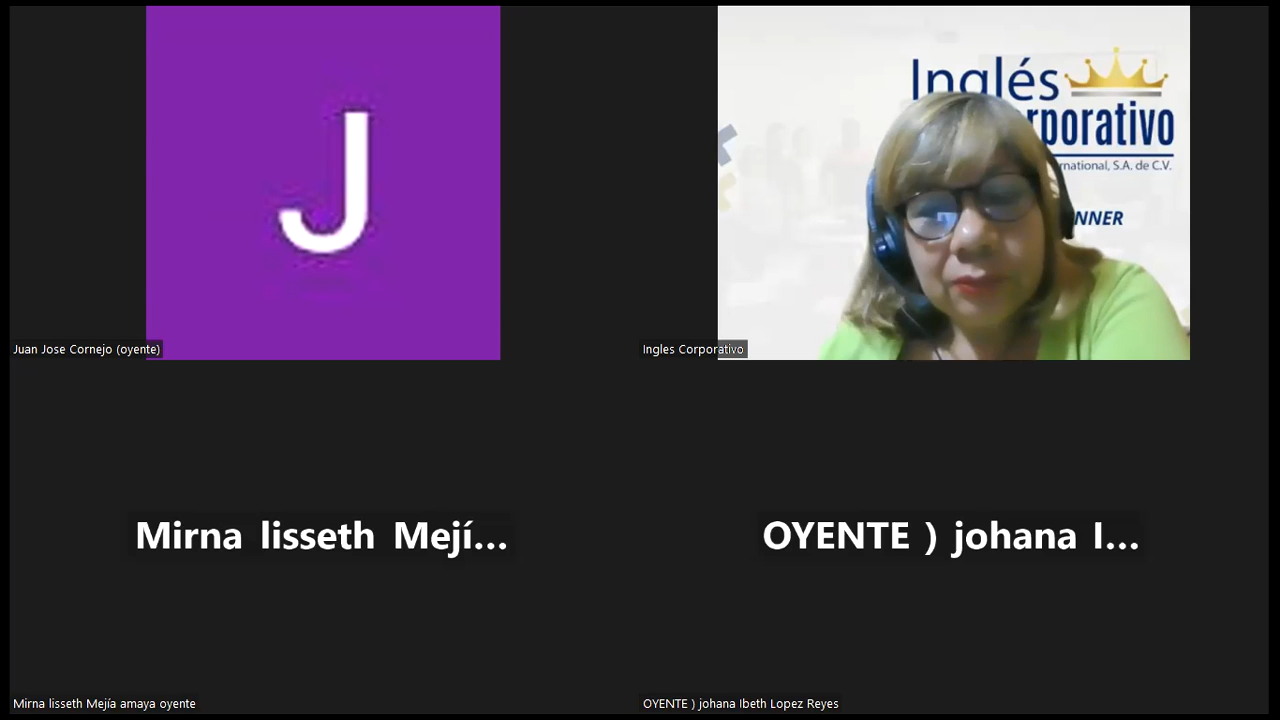 J
Juan Jose Cornejo (oyente)
Inglés
rporativo
rnational, S.A. de C.V.
NNER
Ingles Corporativo
Mirna lisseth Mejí...
OYENTE ) johana I...
Mirna lisseth Mejía amaya oyente
OYENTE ) johana Ibeth Lopez Reyes